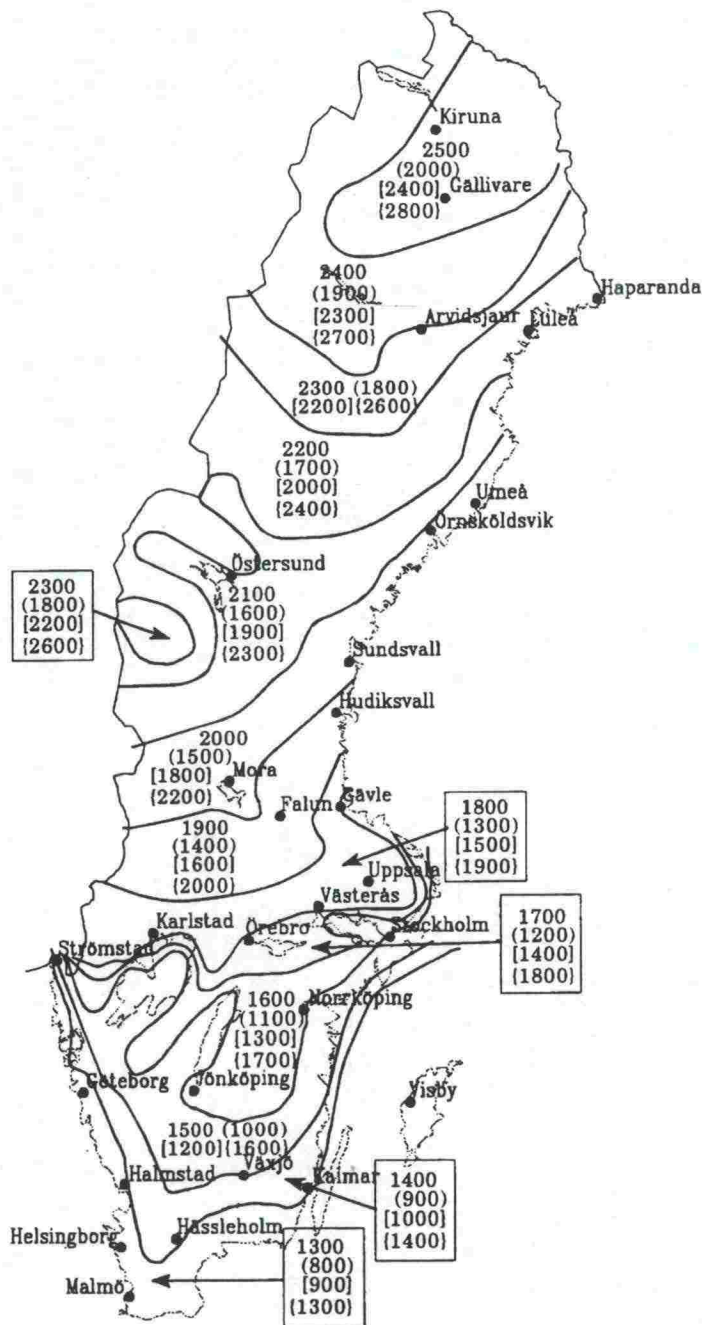 Kiruna
2500
(2000)
[2400]
{2800}
Gällivare
2400
(1900)
[2300]
{2700}
Haparanda
Arvidsjaur
Luleå
2300 (1800)
[2200]{2600}
2200
(1700)
[2000]
{2400}
Umeå
Örnsköldsvik
Östersund
2300
(1800)
[2200]
{2600}
2100
(1600)
[1900]
{2300}
Sundsvall
Hudiksvall
2000
(1500)
[1800]
{2200}
Mora
Falun
Gävle
1900
(1400)
[1600]
{2000}
1800
(1300)
[1500]
{1900}
Uppsala
Västerås
Karlstad
Örebro
Stockholm
1700
(1200)
[1400]
{1800}
Strömstad
1600
(1100)
[1300]
{1700}
Norrköping
Göteborg
Jönköping
Visby
1500 (1000)
[1200]{1600}
Växjö
Halmstad
Kalmar
1400
(900)
[1000]
{1400}
Hässleholm
Helsingborg
1300
(800)
[900]
{1300}
Malmö